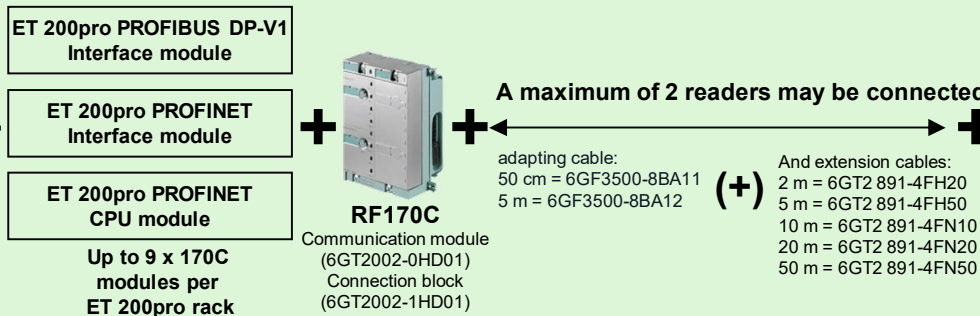 ET 200pro PROFIBUS DP-V1
Interface module
ET 200pro PROFINET
Interface module
ET 200pro PROFINET
CPU module
Up to 9 x 170C
modules per
ET 200pro rack
+
RF170C
Communication module
(6GT2002-0HD01)
Connection block
(6GT2002-1HD01)
+
A maximum of 2 readers may be connected
adapting cable:
50 cm = 6GF3500-8BA11
5 m = 6GF3500-8BA12
(+)
And extension cables:
2 m = 6GT2 891-4FH20
5 m = 6GT2 891-4FH50
10 m = 6GT2 891-4FN10
20 m = 6GT2 891-4FN20
50 m = 6GT2 891-4FN50
+